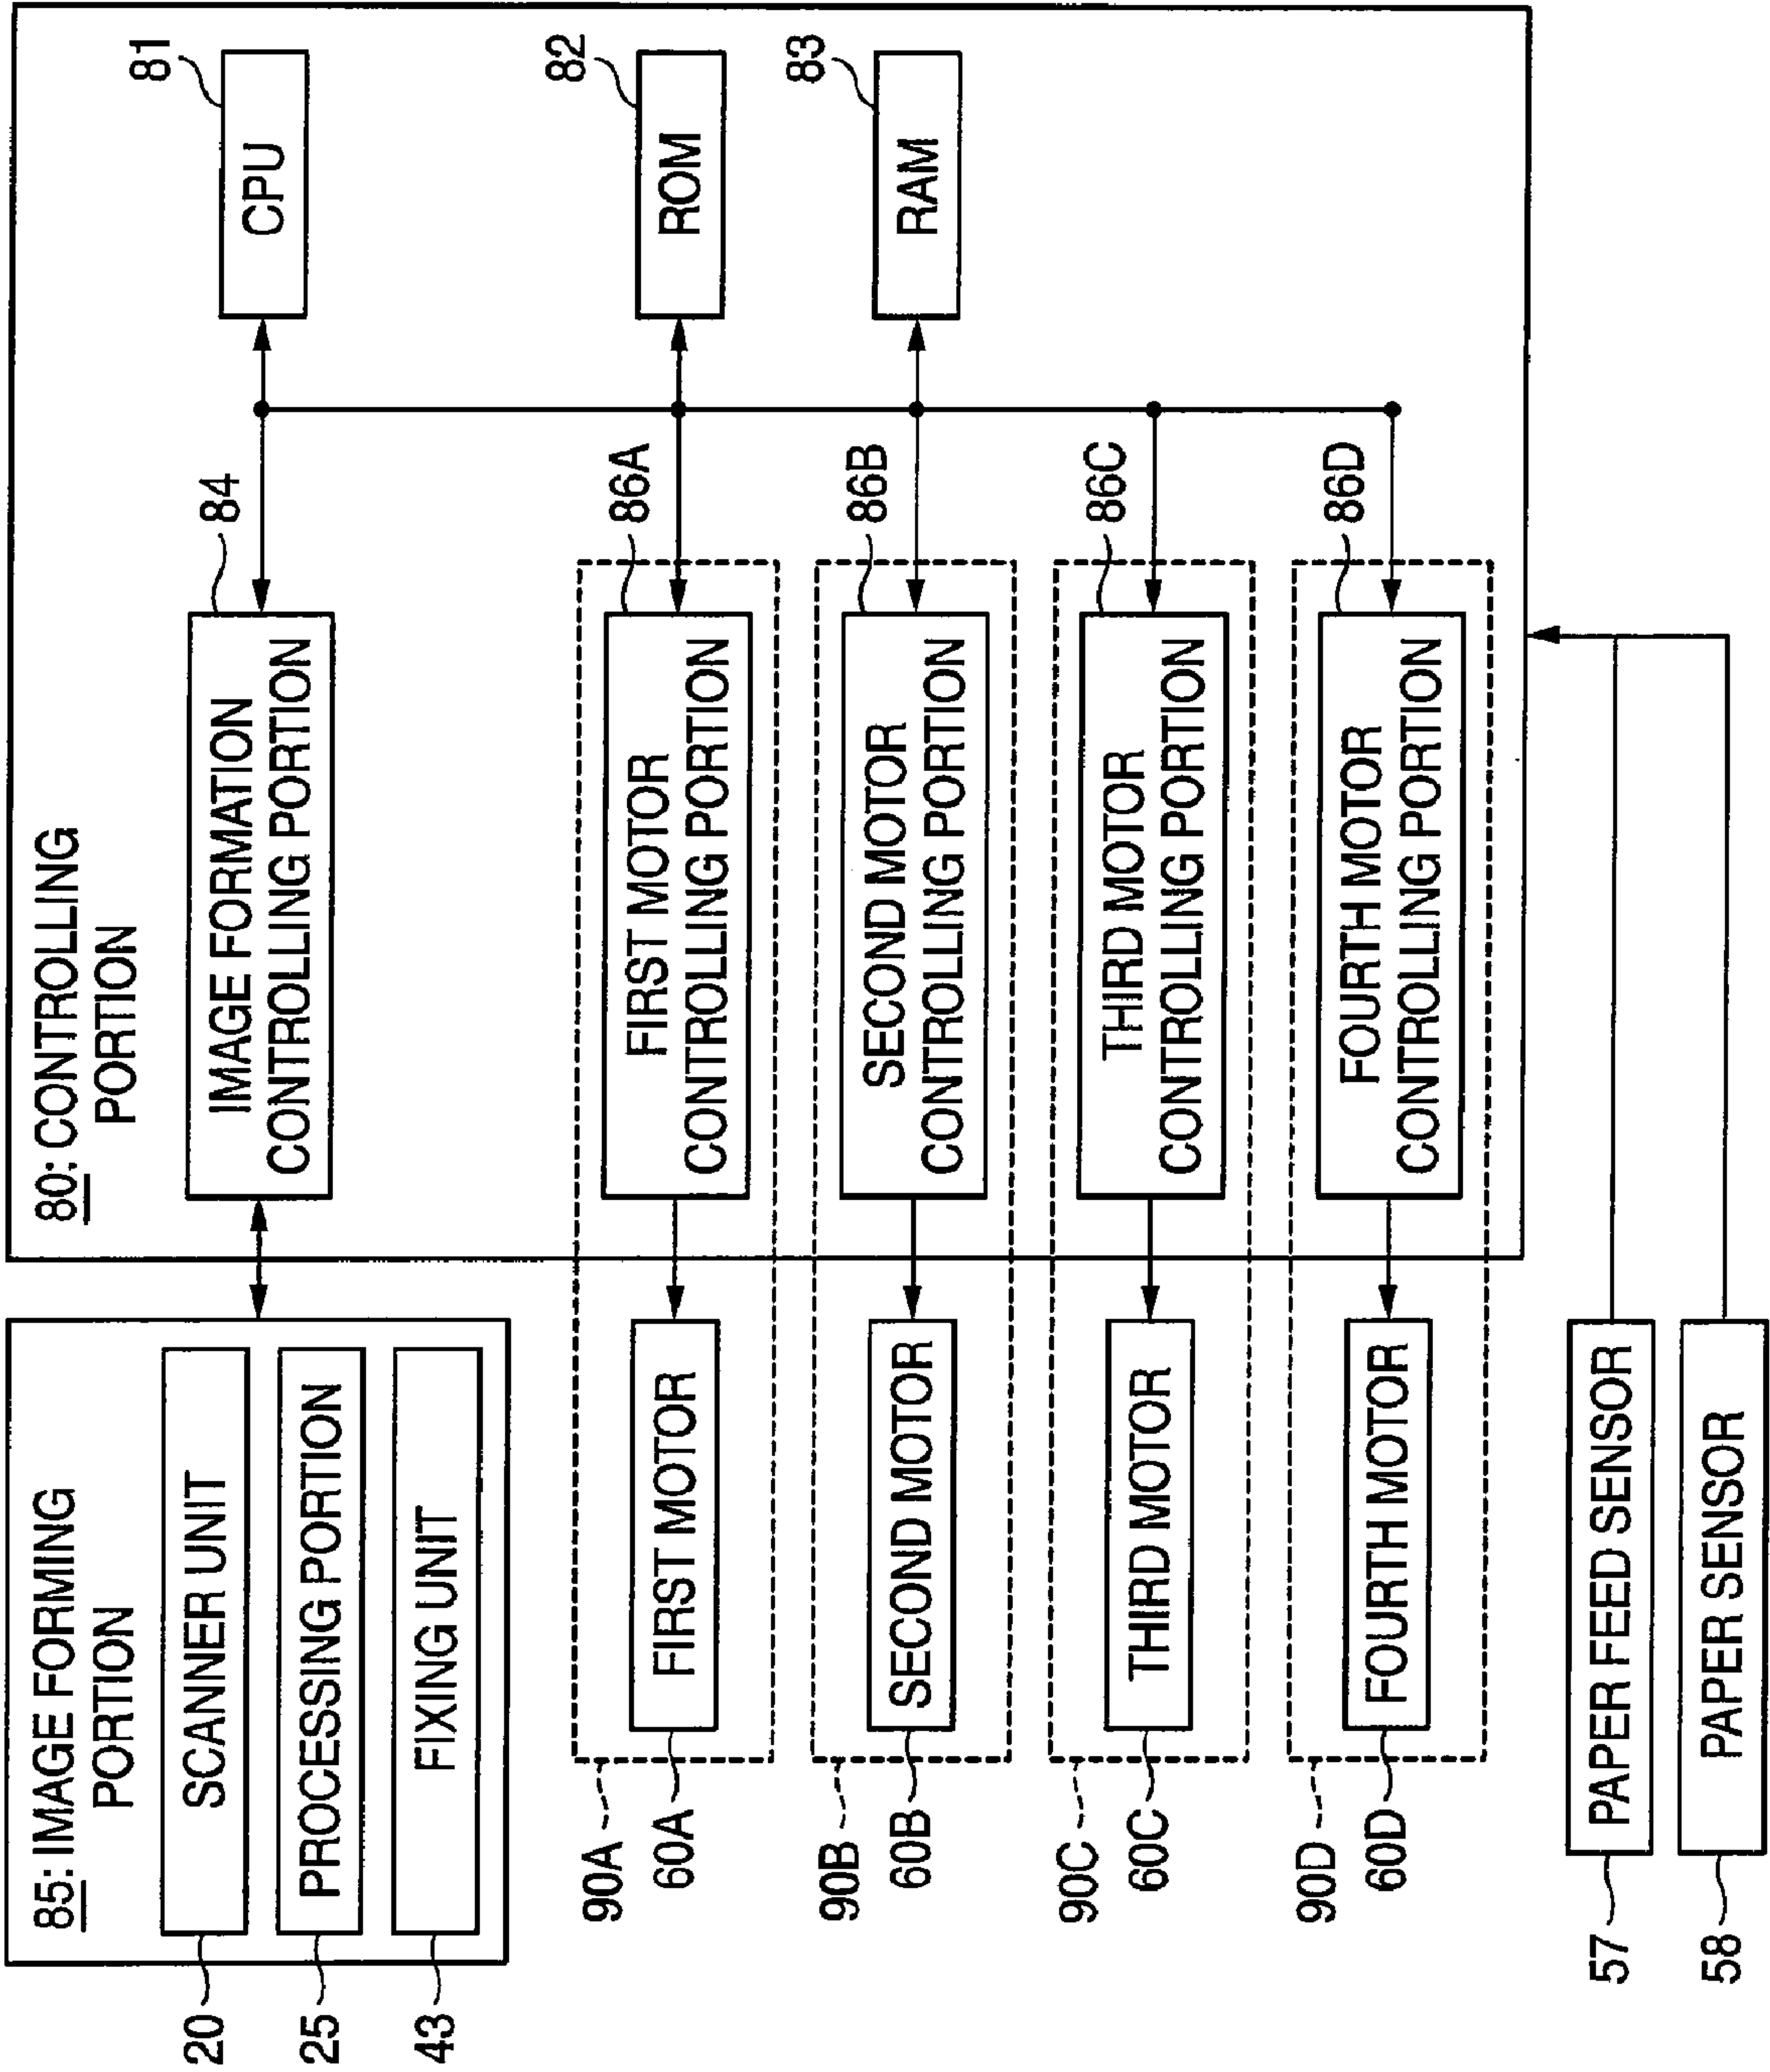 85: IMAGE FORMING
PORTION
SCANNER UNIT
20
PROCESSING PORTION
25
FIXING UNIT
43
80: CONTROLLING
PORTION
84
IMAGE FORMATION
CONTROLLING PORTION
CPU
81
ROM
82
RAM
83
90A
60A
FIRST MOTOR
86A
FIRST MOTOR
CONTROLLING PORTION
90B
60B
SECOND MOTOR
86B
SECOND MOTOR
CONTROLLING PORTION
90C
60C
THIRD MOTOR
86C
THIRD MOTOR
CONTROLLING PORTION
90D
60D
FOURTH MOTOR
86D
FOURTH MOTOR
CONTROLLING PORTION
57
PAPER FEED SENSOR
58
PAPER SENSOR